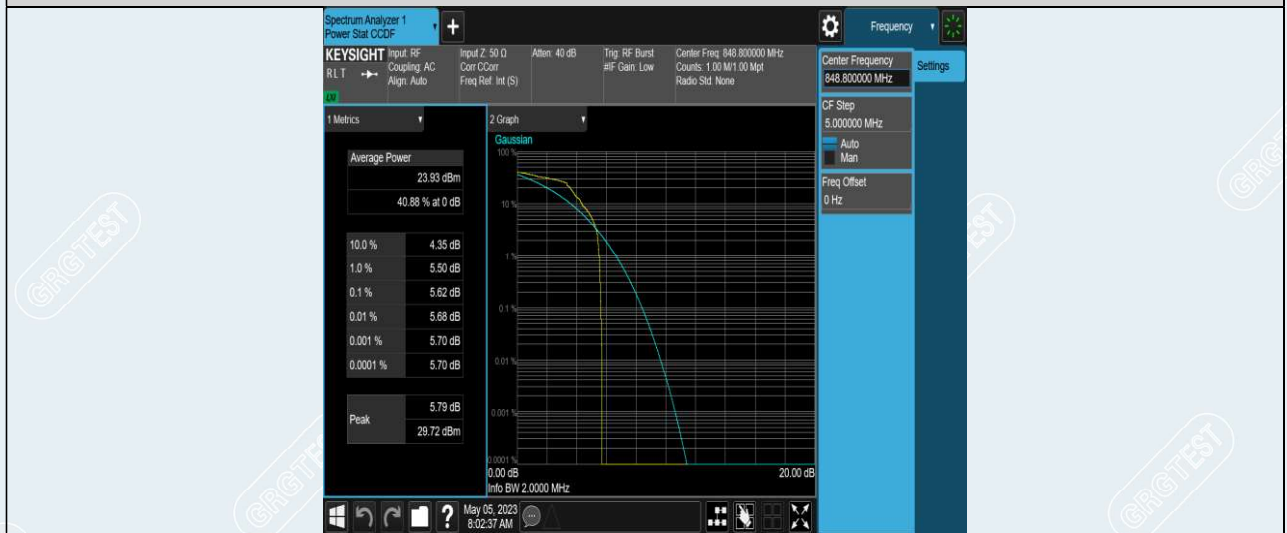 Spectrum Analyzer 1
Power Stat CCDF
+
Frequency
KEYSIGHT
RLT
LNI
Input: RF
Coupling: AC
Align: Auto
Input Z: 50 Ω
Corr CCorr
Freq Ref: Int (S)
Atten: 40 dB
Trig: RF Burst
#IF Gain: Low
Center Freq: 848.800000 MHz
Counts: 1.00 M/1.00 Mpt
Radio Std: None
Center Frequency
848.800000 MHz
Settings
CF Step
5.000000 MHz
Auto
Man
Freq Offset
0 Hz
1 Metrics
Average Power
23.93 dBm
40.88 % at 0 dB
10.0 % 4.35 dB
1.0 % 5.50 dB
0.1 % 5.62 dB
0.01 % 5.68 dB
0.001 % 5.70 dB
0.0001 % 5.70 dB
Peak
5.79 dB
29.72 dBm
2 Graph
Gaussian
100 %
10 %
1 %
0.1 %
0.01 %
0.001 %
0.0001 %
0.00 dB 20.00 dB
Info BW 2.0000 MHz
?
May 05, 2023
8:02:37 AM
GRGTEST
GRGTEST
GRGTEST
GRGTEST